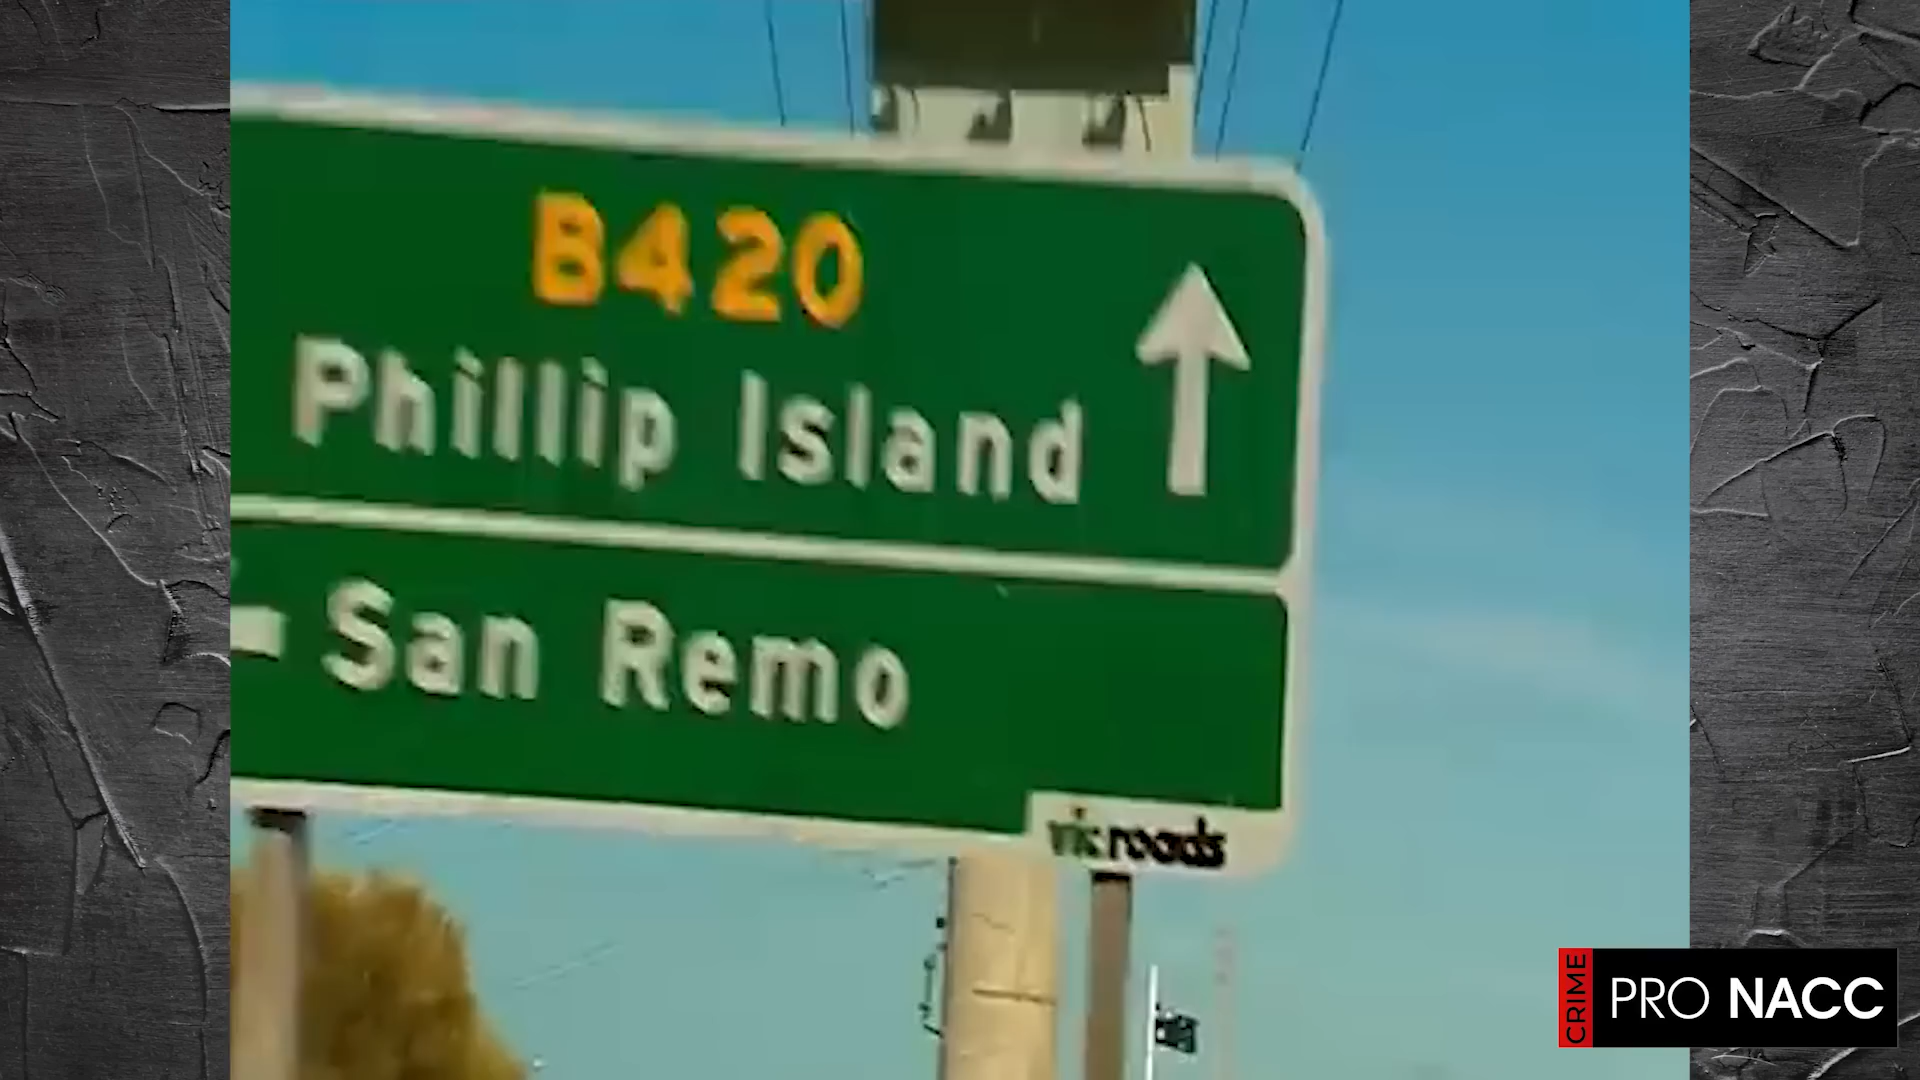 B420
Phillip Island
San Remo
vicroads
CRIME
PRO NACC